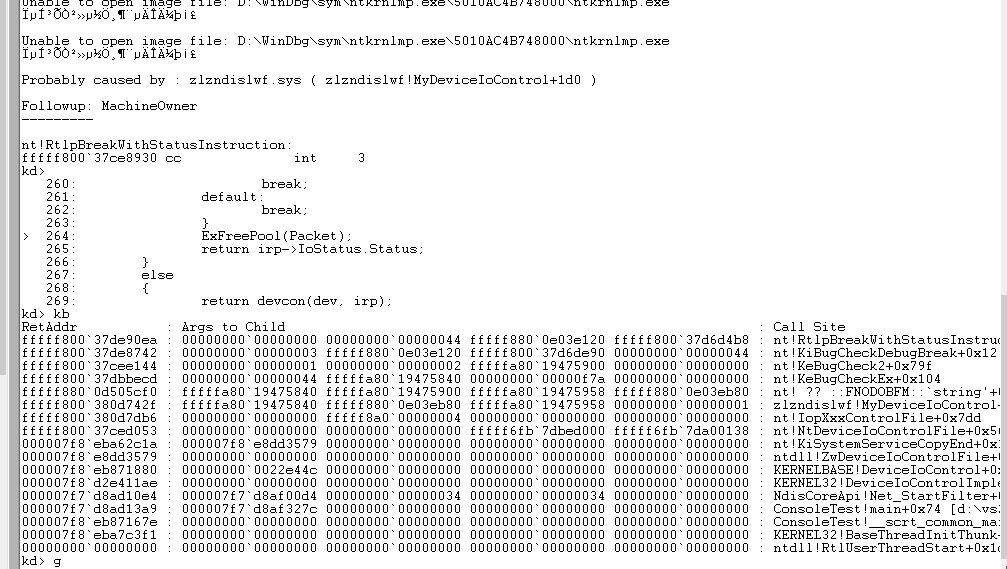 Unable to open image file: D:\WinDbg\sym\ntkrnlmp.exe\5010AC4B748000\ntkrnlmp.exe
ÏµÍ³ÕÒ²»µ½Ö¸¶¨µÄÎÄ¼þ¡£
Unable to open image file: D:\WinDbg\sym\ntkrnlmp.exe\5010AC4B748000\ntkrnlmp.exe
ÏµÍ³ÕÒ²»µ½Ö¸¶¨µÄÎÄ¼þ¡£
Probably caused by : zlzndislwf.sys ( zlzndislwf!MyDeviceIoControl+1d0 )
Followup: MachineOwner
---------
nt!RtlpBreakWithStatusInstruction:
fffff800`37ce8930 cc int 3
kd>
260: break;
261: default:
262: break;
263: }
> 264: ExFreePool(Packet);
265: return irp->IoStatus.Status;
266: }
267: else
268: {
269: return devcon(dev, irp);
kd> kb
RetAddr : Args to Child : Call Site
fffff800`37de90ea : 00000000`00000000 00000000`00000044 fffff880`0e03e120 fffff800`37d6d4b8 : nt!RtlpBreakWithStatusInstruc
fffff800`37de8742 : 00000000`00000003 fffff880`0e03e120 fffff800`37d6de90 00000000`00000044 : nt!KiBugCheckDebugBreak+0x12
fffff800`37cee144 : 00000000`00000001 00000000`00000002 fffffa80`19475900 00000000`00000000 : nt!KeBugCheck2+0x79f
fffff800`37dbbecd : 00000000`00000044 fffffa80`19475840 00000000`00000f7a 00000000`00000000 : nt!KeBugCheckEx+0x104
fffff880`0d505cf0 : fffffa80`19475840 fffffa80`19475900 fffffa80`19475958 fffff880`0e03eb80 : nt! ?? ::FNODOBFM::`string'+
fffff800`380d742f : fffffa80`19475840 fffff880`0e03eb80 fffffa80`19475958 00000000`00000001 : zlzndislwf!MyDeviceIoControl
fffff800`380d7db6 : 00000000`00000000 fffff8a0`00000004 00000000`00000000 00000000`00000000 : nt!IopXxxControlFile+0x7dd
fffff800`37ced053 : 00000000`00000000 00000000`00000000 fffff6fb`7dbed000 fffff6fb`7da00138 : nt!NtDeviceIoControlFile+0x5
000007f8`eba62c1a : 000007f8`e8dd3579 00000000`00000000 00000000`00000000 00000000`00000000 : nt!KiSystemServiceCopyEnd+0x
000007f8`e8dd3579 : 00000000`00000000 00000000`00000000 00000000`00000000 00000000`00000000 : ntdll!ZwDeviceIoControlFile+
000007f8`eb871880 : 00000000`0022e44c 00000000`00000000 00000000`00000000 00000000`00000000 : KERNELBASE!DeviceIoControl+0
000007f8`d2e411ae : 00000000`00000000 00000000`00000000 00000000`00000000 00000000`00000000 : KERNEL32!DeviceIoControlImple
000007f7`d8ad10e4 : 000007f7`d8af00d4 00000000`00000034 00000000`00000034 00000000`00000000 : NdisCoreApi!Net_StartFilter+
000007f7`d8ad13a9 : 000007f7`d8af327c 00000000`00000000 00000000`00000000 00000000`00000000 : ConsoleTest!main+0x74 [d:\vs
000007f8`eb87167e : 00000000`00000000 00000000`00000000 00000000`00000000 00000000`00000000 : ConsoleTest!__scrt_common_ma
000007f8`eba7c3f1 : 00000000`00000000 00000000`00000000 00000000`00000000 00000000`00000000 : KERNEL32!BaseThreadInitThunk
00000000`00000000 : 00000000`00000000 00000000`00000000 00000000`00000000 00000000`00000000 : ntdll!RtlUserThreadStart+0x1
kd> g